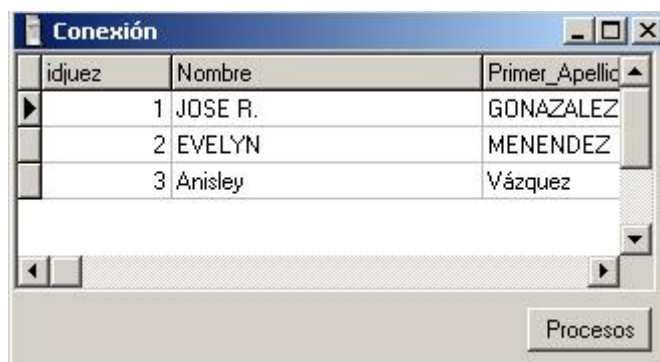 Conexión
idjuez Nombre Primer_Apellic
1 JOSE R. GONAZALEZ
2 EVELYN MENENDEZ
3 Anisley Vázquez
Procesos